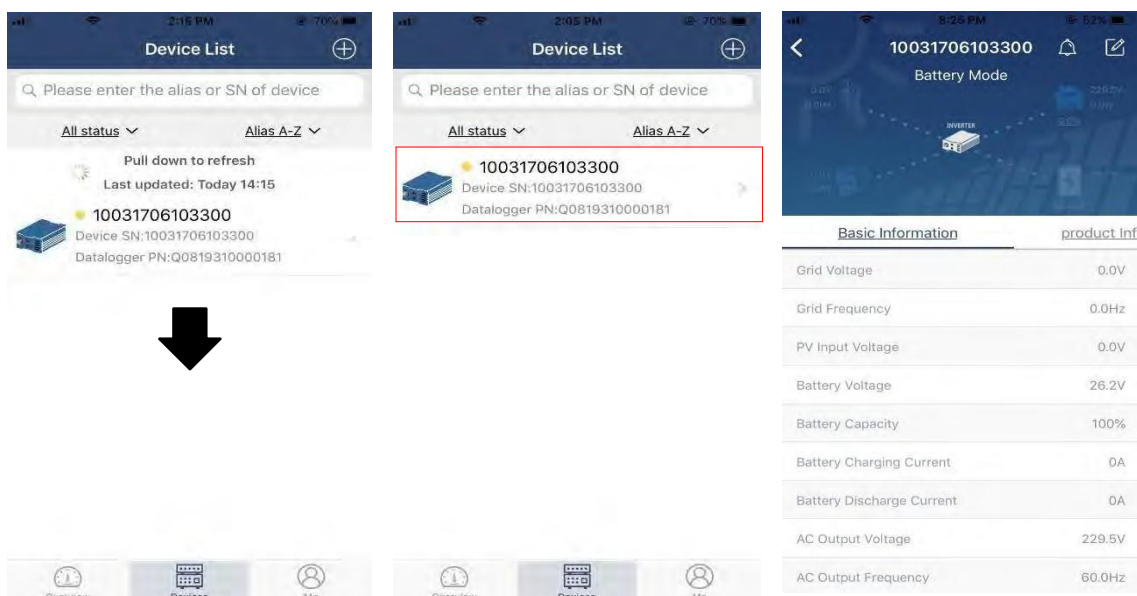 2:15 PM
70%
Device List
Please enter the alias or SN of device
All status
Alias A-Z
Pull down to refresh
Last updated: Today 14:15
10031706103300
Device SN:10031706103300
Datalogger PN:Q0819310000181
Devices
2:05 PM
70%
Device List
Please enter the alias or SN of device
All status
Alias A-Z
10031706103300
Device SN:10031706103300
Datalogger PN:Q0819310000181
Devices
8:25 PM
52%
10031706103300
Battery Mode
INVERTER
Basic Information
product Inf
Grid Voltage 0.0V
Grid Frequency 0.0Hz
PV Input Voltage 0.0V
Battery Voltage 26.2V
Battery Capacity 100%
Battery Charging Current 0A
Battery Discharge Current 0A
AC Output Voltage 229.5V
AC Output Frequency 60.0Hz